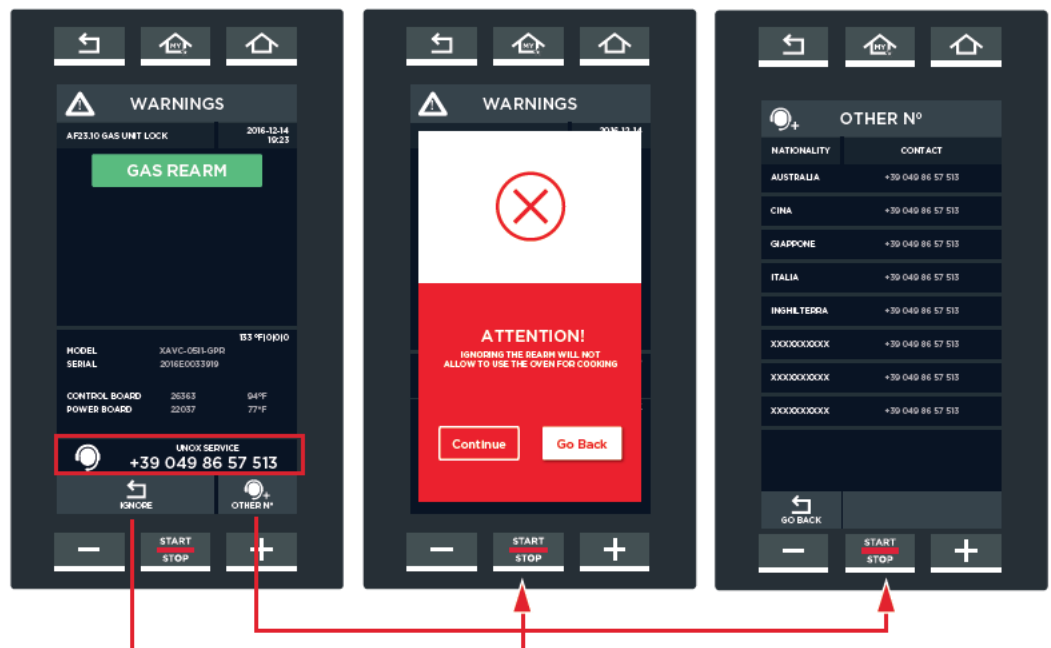 MY
WARNINGS
AF23.10 GAS UNIT LOCK
2016-12-14
19:23
GAS REARM
133 °F|0|0|0
MODEL XAVC-0511-GPR
SERIAL 2016E0033919
CONTROL BOARD 26363 94°F
POWER BOARD 22037 77°F
UNOX SERVICE
+39 049 86 57 513
IGNORE
OTHER N°
START
STOP
MY
WARNINGS
2016-12-14
ATTENTION!
IGNORING THE REARM WILL NOT
ALLOW TO USE THE OVEN FOR COOKING
Continue
Go Back
START
STOP
MY
OTHER N°
NATIONALITY CONTACT
AUSTRALIA +39 049 86 57 513
CINA +39 049 86 57 513
GIAPPONE +39 049 86 57 513
ITALIA +39 049 86 57 513
INGHILTERRA +39 049 86 57 513
XXXXXXXXXX +39 049 86 57 513
XXXXXXXXXX +39 049 86 57 513
XXXXXXXXXX +39 049 86 57 513
GO BACK
START
STOP